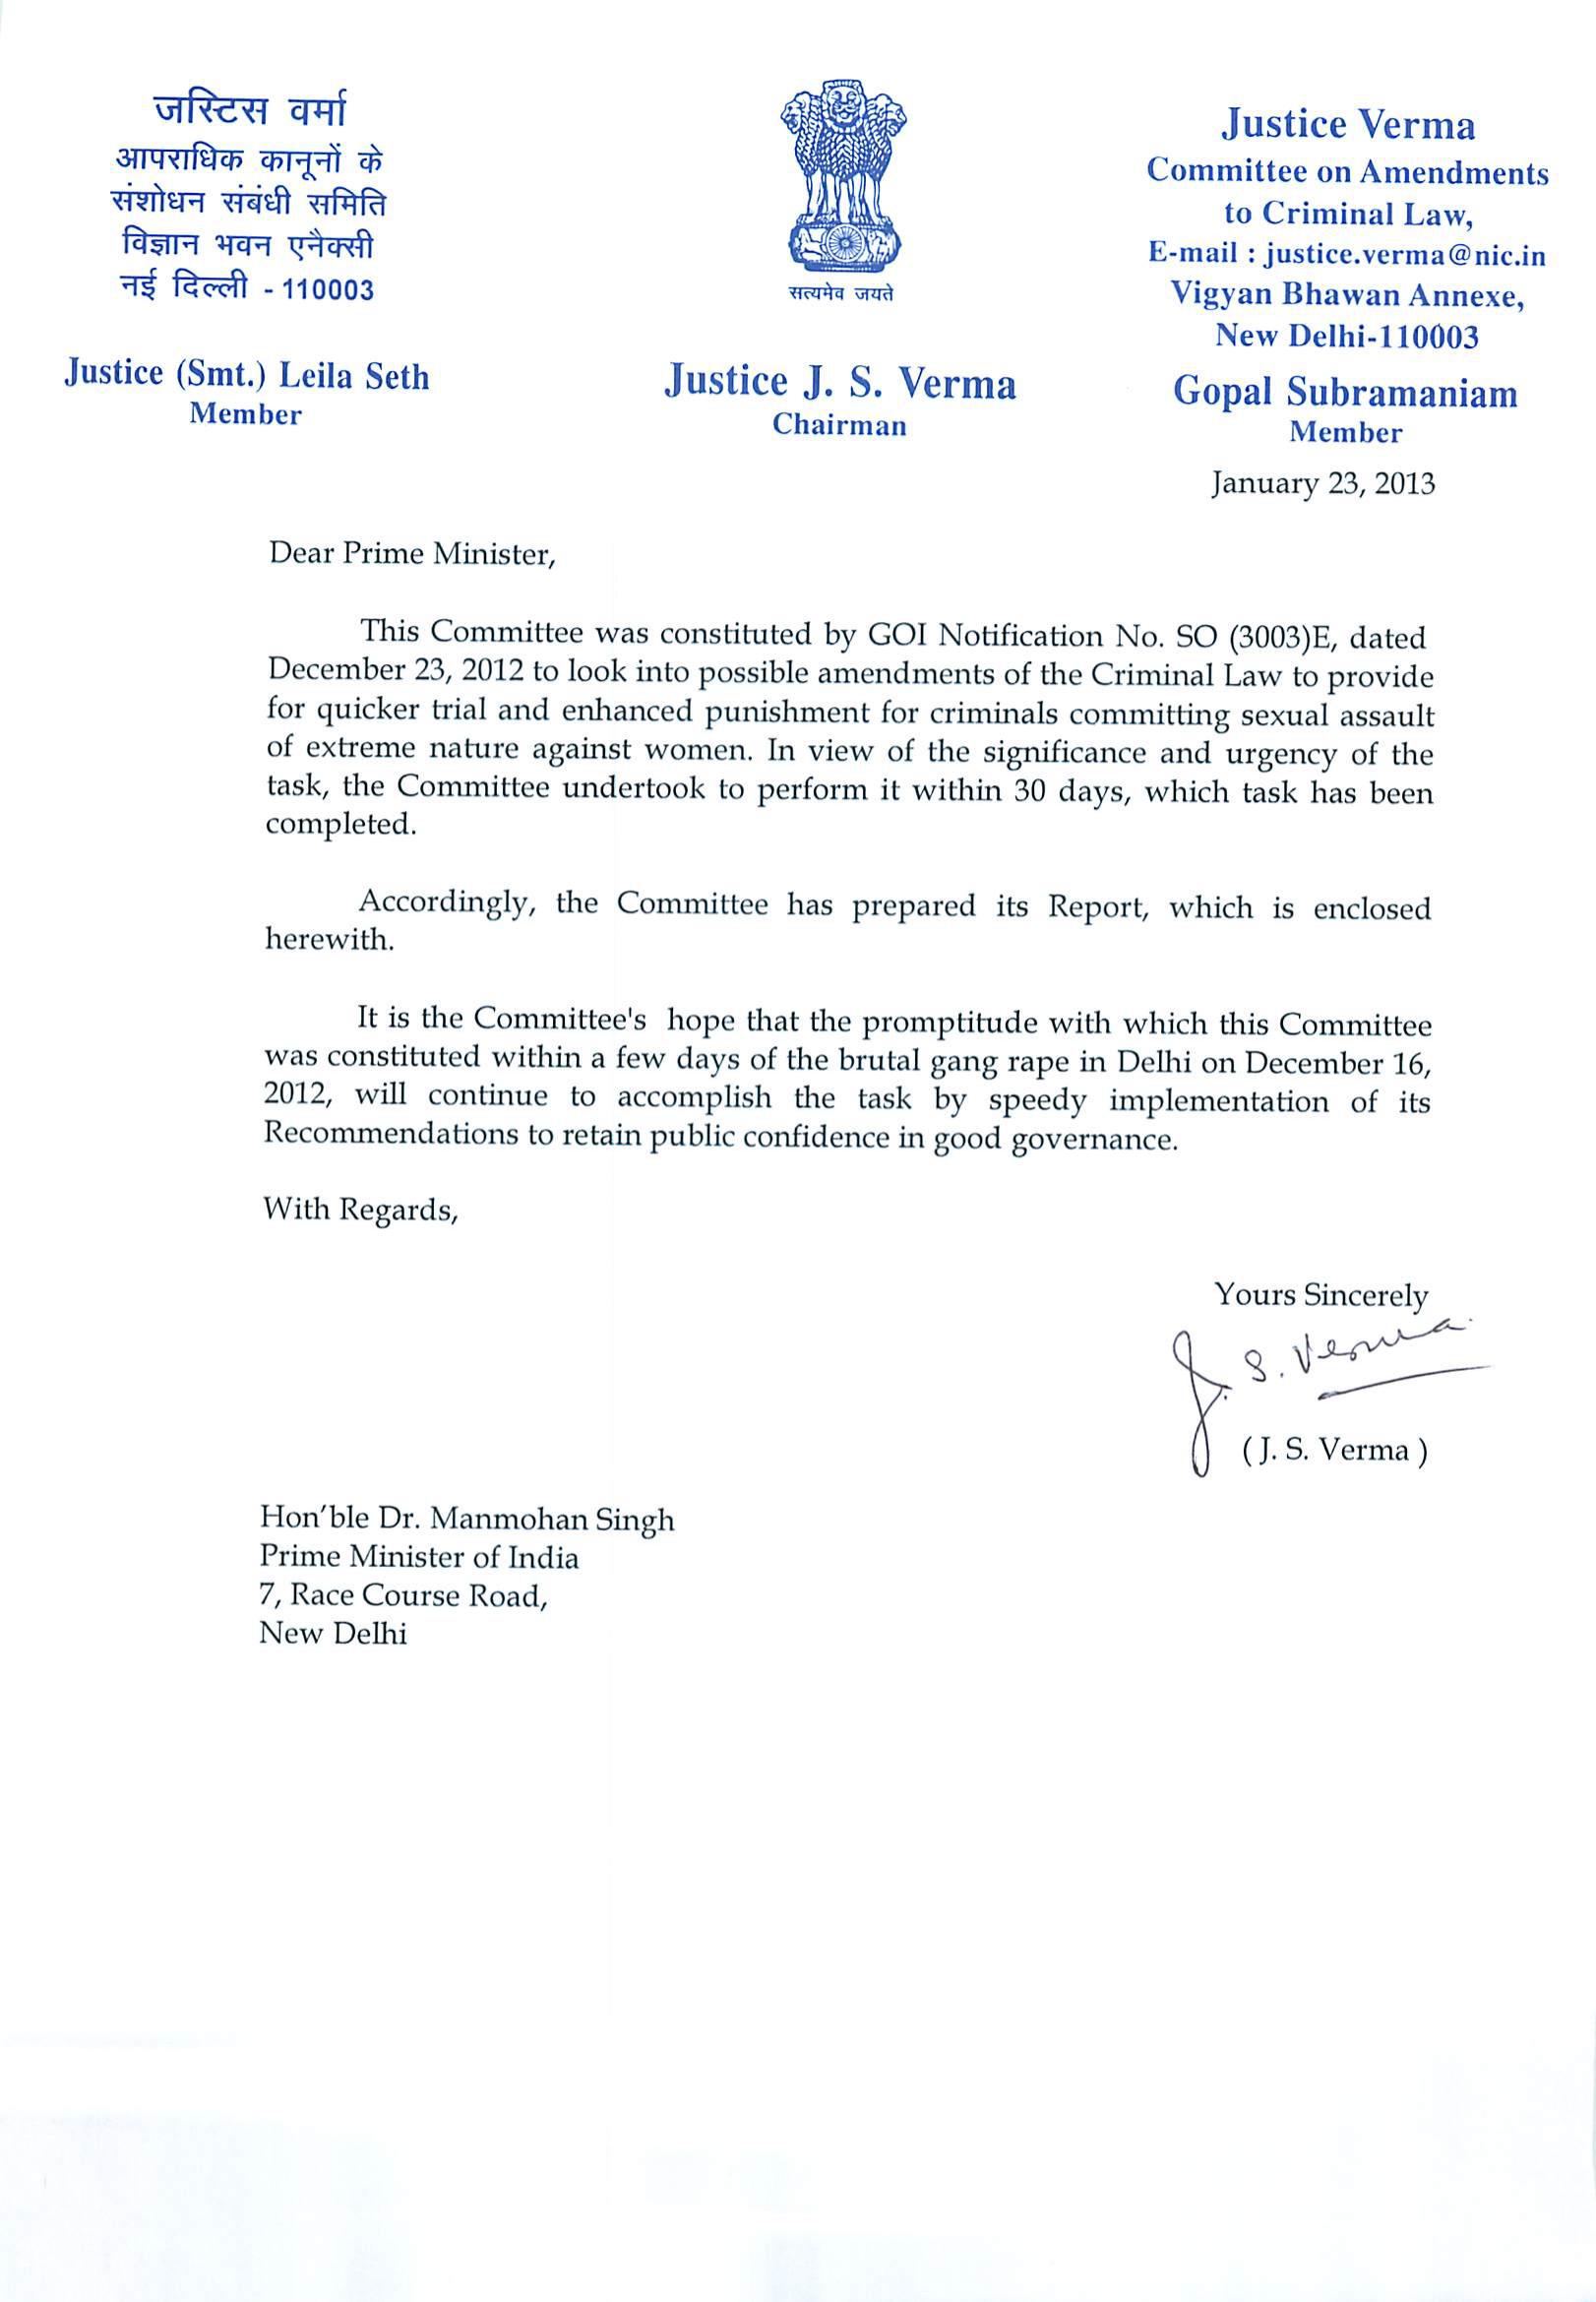 जस्टिस वर्मा
आपराधिक कानूनों के
संशोधन संबंधी समिति
विज्ञान भवन एनैक्सी
नई दिल्ली - 110003
सत्यमेव जयते
Justice Verma
Committee on Amendments
to Criminal Law,
E-mail : justice.verma@nic.in
Vigyan Bhawan Annexe,
New Delhi-110003
Justice (Smt.) Leila Seth
Member
Justice J. S. Verma
Chairman
Gopal Subramaniam
Member
January 23, 2013
Dear Prime Minister,
This Committee was constituted by GOI Notification No. SO (3003)E, dated
December 23, 2012 to look into possible amendments of the Criminal Law to provide
for quicker trial and enhanced punishment for criminals committing sexual assault
of extreme nature against women. In view of the significance and urgency of the
task, the Committee undertook to perform it within 30 days, which task has been
completed.
Accordingly, the Committee has prepared its Report, which is enclosed
herewith.
It is the Committee's hope that the promptitude with which this Committee
was constituted within a few days of the brutal gang rape in Delhi on December 16,
2012, will continue to accomplish the task by speedy implementation of its
Recommendations to retain public confidence in good governance.
With Regards,
Yours Sincerely
J. S. Verma
( J. S. Verma )
Hon'ble Dr. Manmohan Singh
Prime Minister of India
7, Race Course Road,
New Delhi